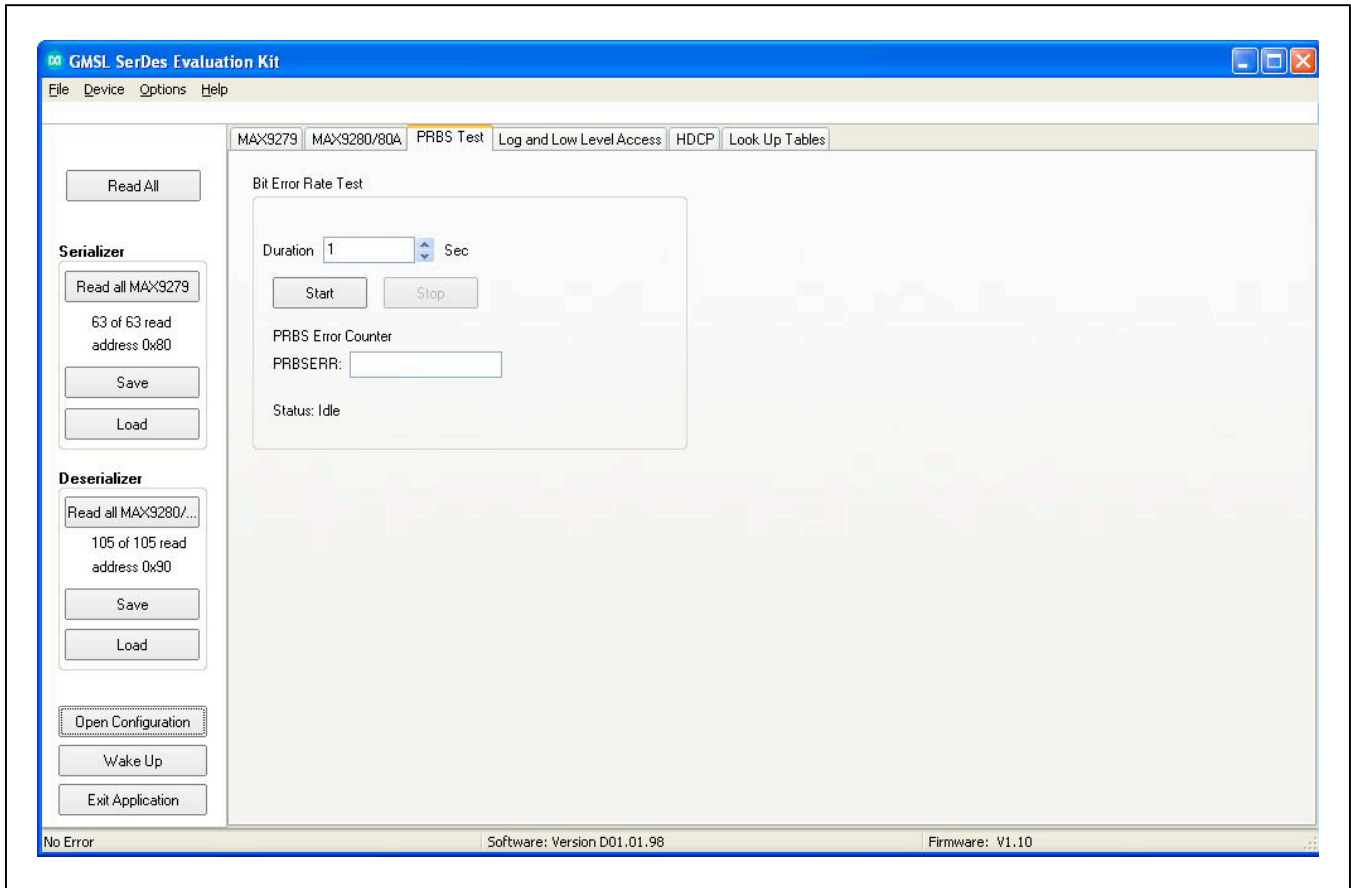 GMSL SerDes Evaluation Kit
File Device Options Help
MAX9279 MAX9280/80A PRBS Test Log and Low Level Access HDCP Look Up Tables
Read All
Serializer
Read all MAX9279
63 of 63 read
address 0x80
Save
Load
Deserializer
Read all MAX9280/...
105 of 105 read
address 0x90
Save
Load
Open Configuration
Wake Up
Exit Application
Bit Error Rate Test
Duration 1 Sec
Start Stop
PRBS Error Counter
PRBSERR:
Status: Idle
No Error Software: Version D01.01.98 Firmware: V1.10